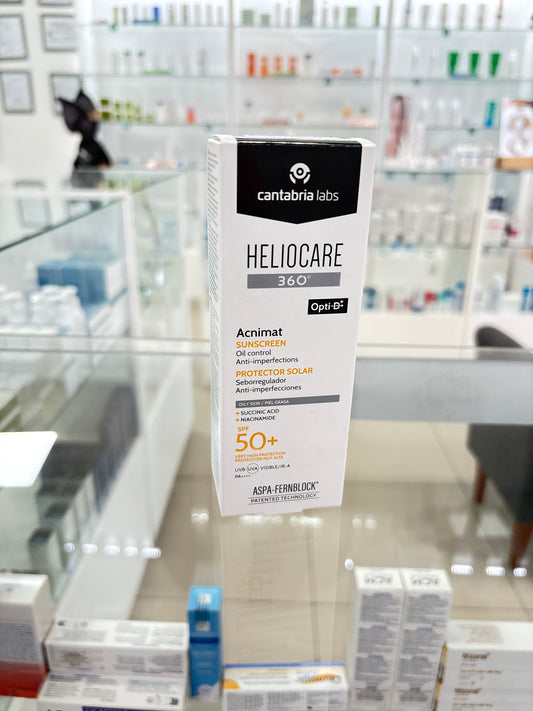 cantabria labs
HELIOCARE
360°
Opti-D
Acnimat
SUNSCREEN
Oil control
Anti-imperfections
PROTECTOR SOLAR
Seborregulador
Anti-imperfecciones
OILY SKIN / PIEL GRASA
+ SUCCINIC ACID
+ NIACINAMIDE
SPF
50+
VERY HIGH PROTECTION
PROTECCIÓN MUY ALTA
UVB UVA VISIBLE/IR-A
PA++++
ASPA-FERNBLOCK®
PATENTED TECHNOLOGY